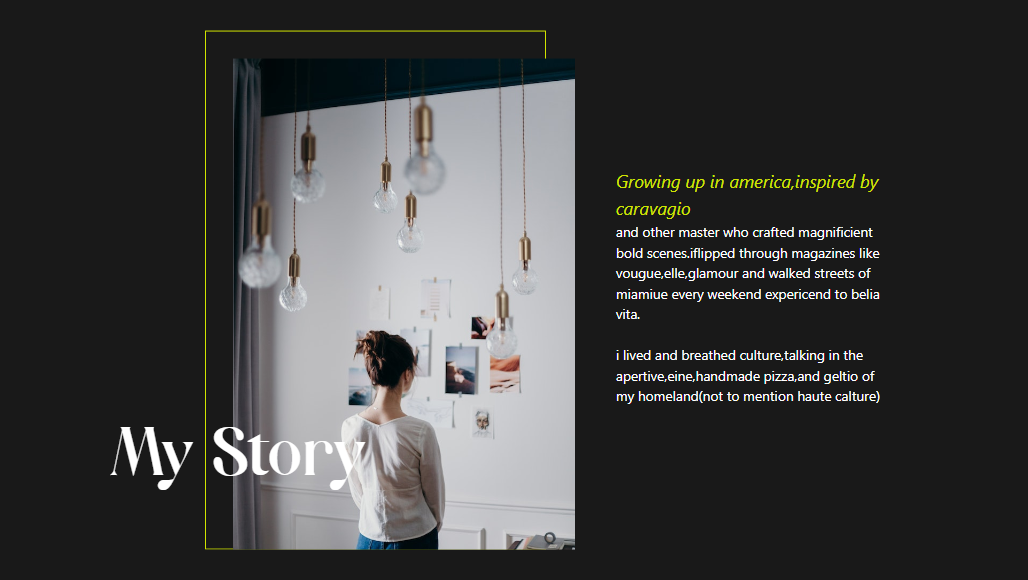 My Story
Growing up in america,inspired by
caravagio
and other master who crafted magnificient
bold scenes.iflipped through magazines like
vougue,elle,glamour and walked streets of
miamiue every weekend expericend to belia
vita.
i lived and breathed culture,talking in the
apertive,eine,handmade pizza,and geltio of
my homeland(not to mention haute calture)